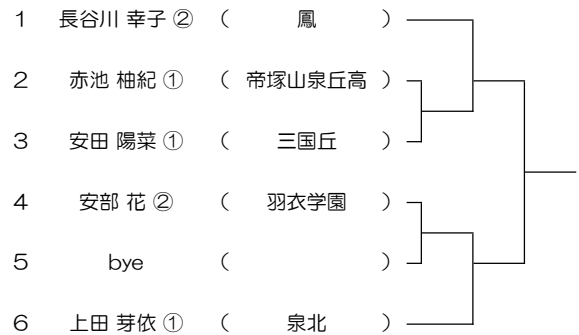 1 長谷川 幸子 ② ( 鳳 )
2 赤池 柚紀 ① ( 帝塚山泉丘高 )
3 安田 陽菜 ① ( 三国丘 )
4 安部 花 ② ( 羽衣学園 )
5 bye ( )
6 上田 芽依 ① ( 泉北 )